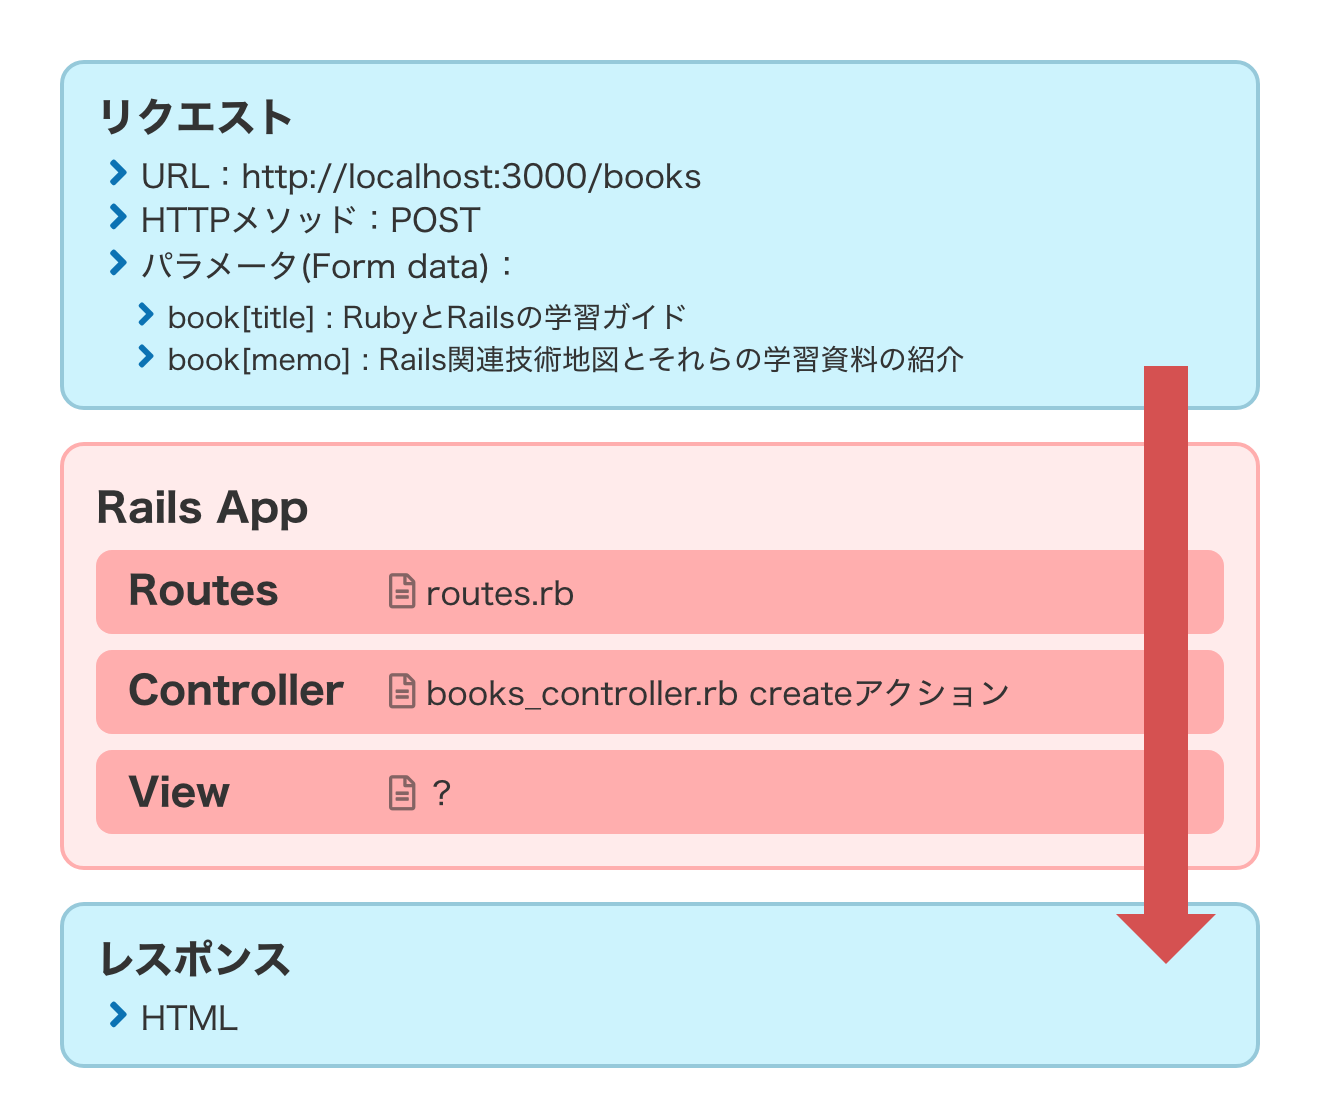 リクエスト
URL：http://localhost:3000/books
HTTPメソッド：POST
パラメータ(Form data)：
book[title] : RubyとRailsの学習ガイド
book[memo] : Rails関連技術地図とそれらの学習資料の紹介
Rails App
Routes routes.rb
Controller books_controller.rb createアクション
View ？
レスポンス
HTML